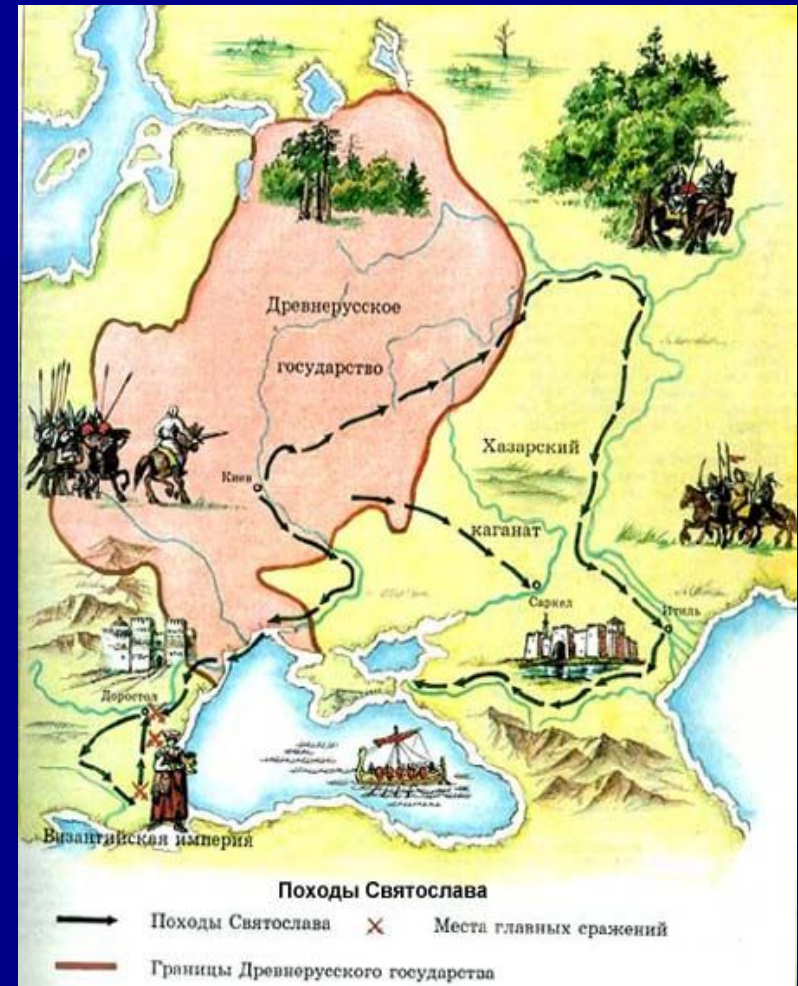 Древнерусское
государство
Киев
Хазарский
каганат
Саркел
Итиль
Доростол
Византийская империя
Походы Святослава
Походы Святослава
Места главных сражений
Границы Древнерусского государства